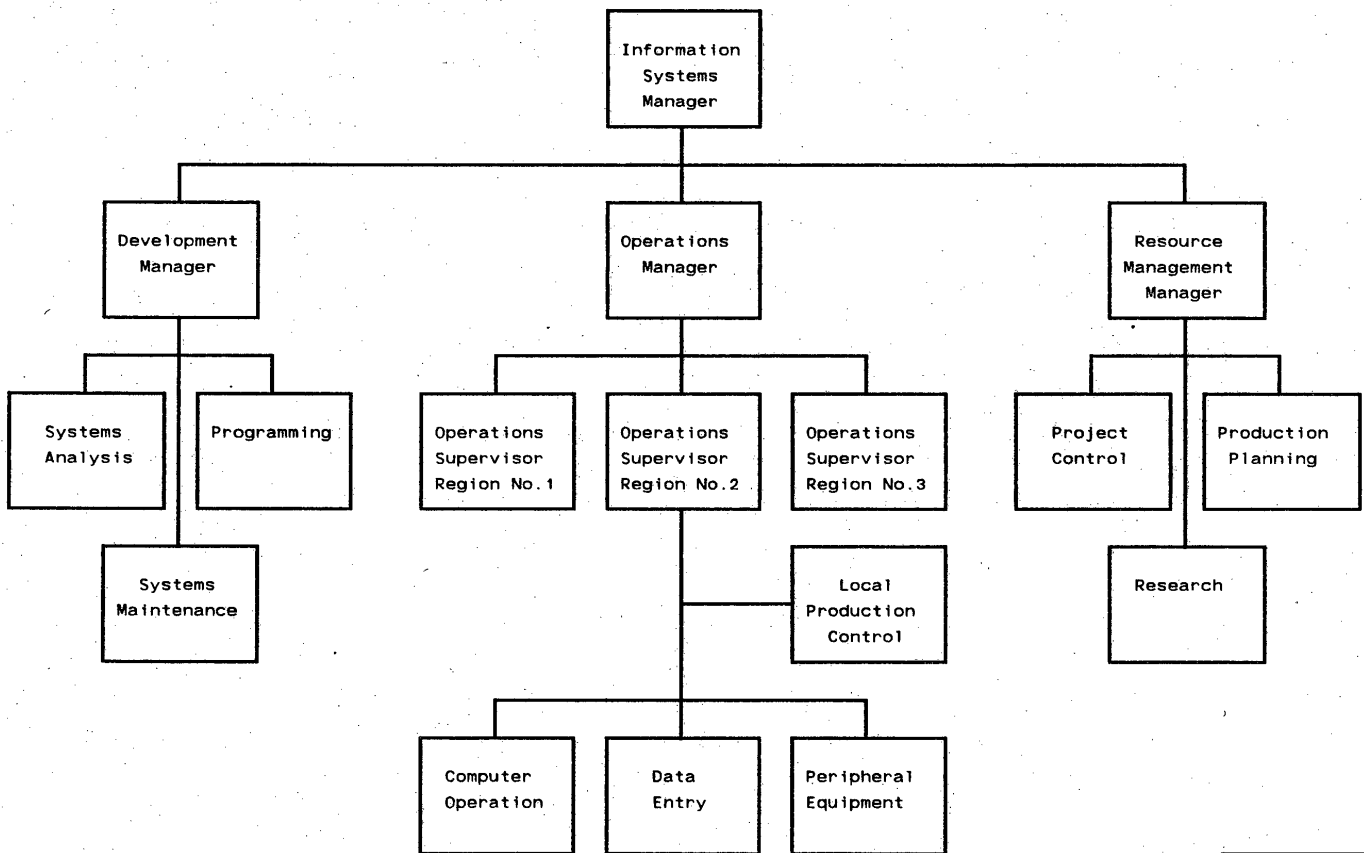 Information
Systems
Manager
Development
Manager
Operations
Manager
Resource
Management
Manager
Systems
Analysis
Programming
Operations
Supervisor
Region No.1
Operations
Supervisor
Region No.2
Operations
Supervisor
Region No.3
Project
Control
Production
Planning
Systems
Maintenance
Local
Production
Control
Research
Computer
Operation
Data
Entry
Peripheral
Equipment